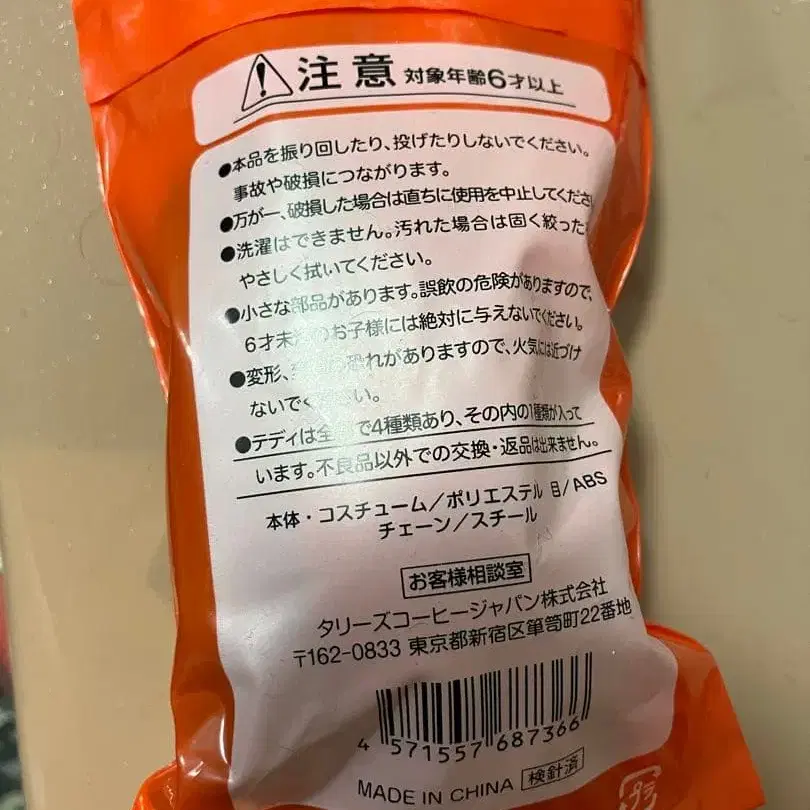 注意 対象年齢6才以上
●本品を振り回したり、投げたりしないでください。
事故や破損につながります。
●万が一、破損した場合は直ちに使用を中止してくださ
●洗濯はできません。汚れた場合は固く絞った
やさしく拭いてください。
●小さな部品があります。誤飲の危険がありますので、
6才未満のお子様には絶対に与えないでください。
●変形、 恐れがありますので、火気には近づけ
ないでください。
●テディは全部で4種類あり、その内の1種類が入って
います。不良品以外での交換・返品は出来ません。
本体・コスチューム/ポリエステル 目/ABS
チェーン/スチール
お客様相談室
タリーズコーヒージャパン株式会社
〒162-0833 東京都新宿区箪笥町22番地
4 571557 687366
MADE IN CHINA 検針済
プラ